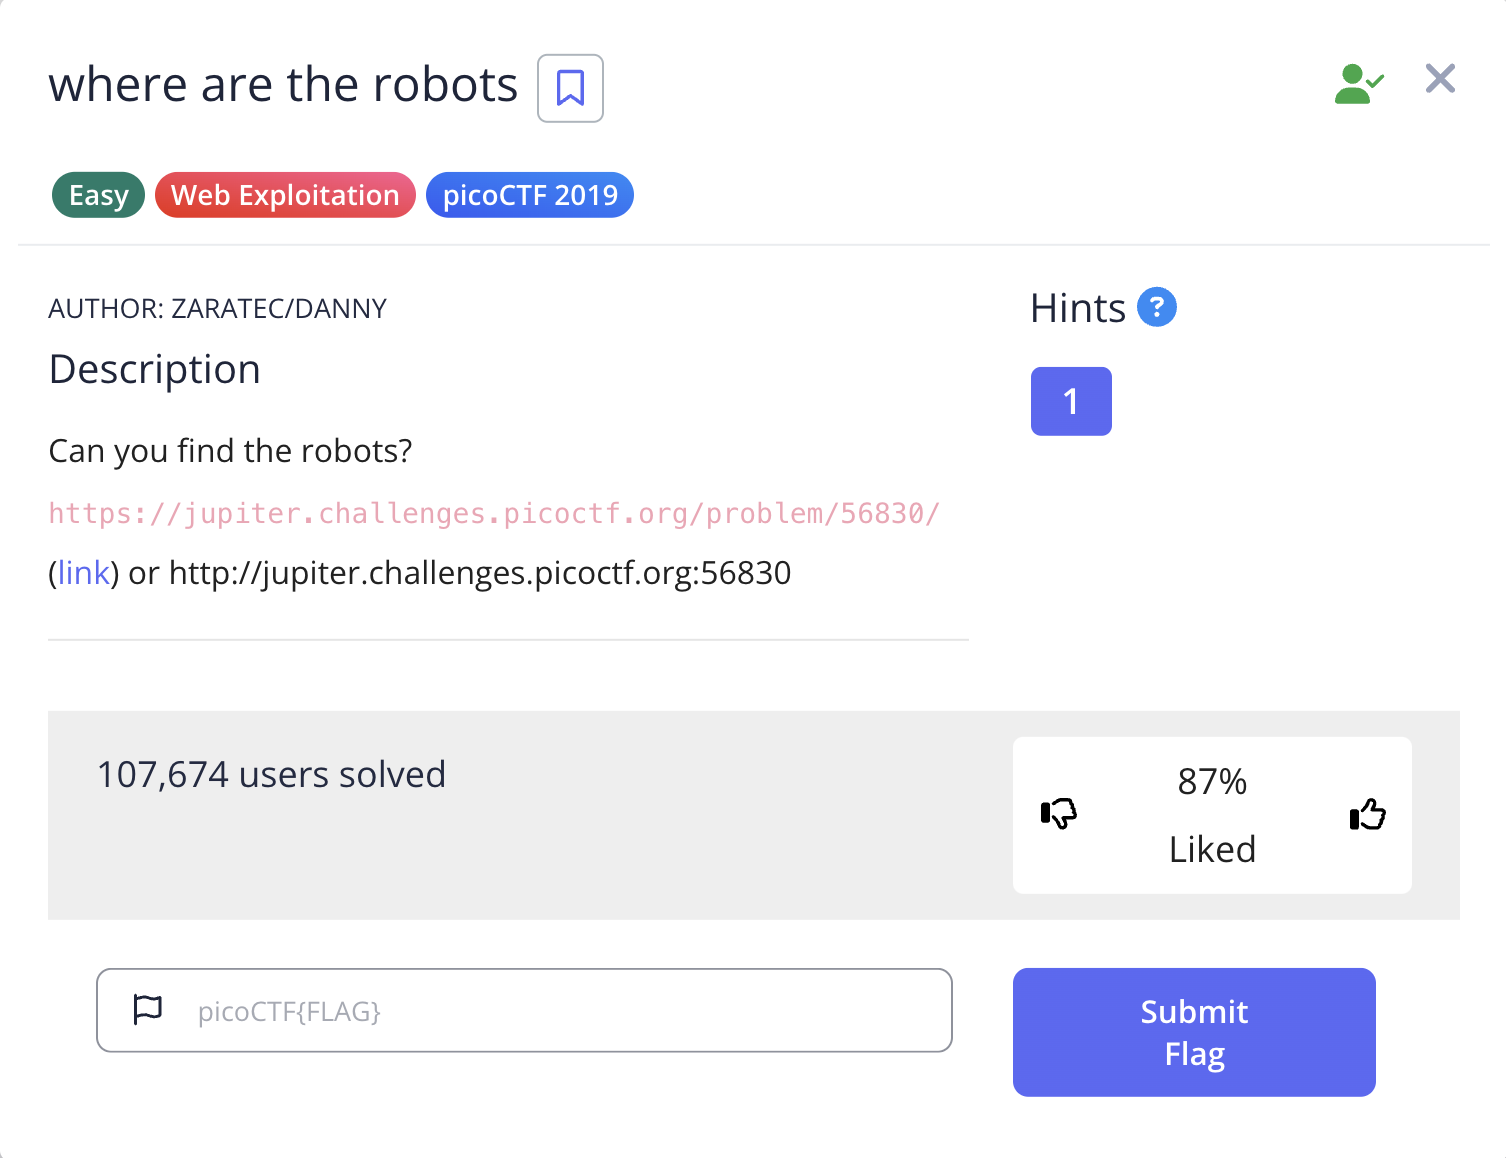 where are the robots
Easy Web Exploitation picoCTF 2019
AUTHOR: ZARATEC/DANNY
Description
Can you find the robots?
https://jupiter.challenges.picoctf.org/problem/56830/
(link) or http://jupiter.challenges.picoctf.org:56830
Hints ?
1
107,674 users solved
87%
Liked
picoCTF{FLAG}
Submit
Flag